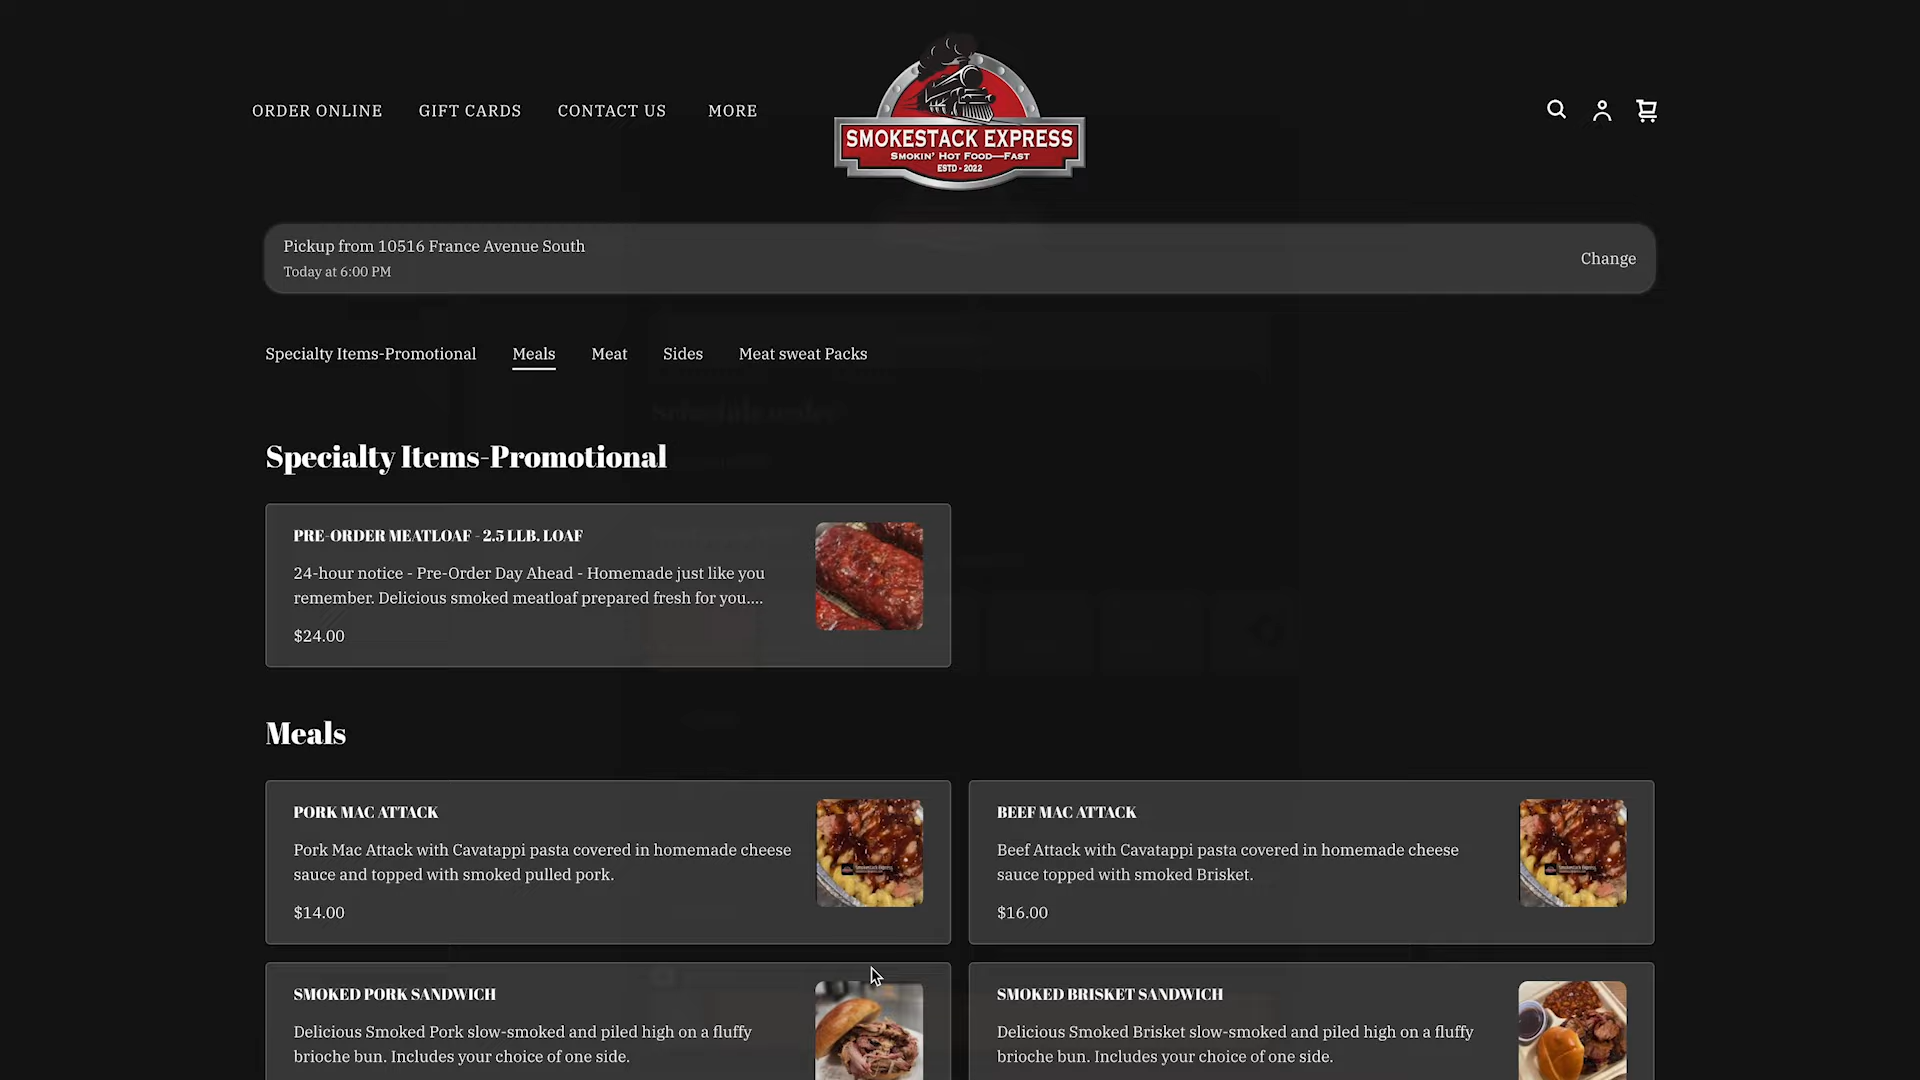 ORDER ONLINE
GIFT CARDS
CONTACT US
MORE
SMOKESTACK EXPRESS
SMOKIN' HOT FOOD—FAST
ESTD - 2022
Pickup from 10516 France Avenue South
Today at 6:00 PM
Change
Specialty Items-Promotional
Meals
Meat
Sides
Meat sweat Packs
Specialty Items-Promotional
PRE-ORDER MEATLOAF - 2.5 LLB. LOAF
24-hour notice - Pre-Order Day Ahead - Homemade just like you
remember. Delicious smoked meatloaf prepared fresh for you....
$24.00
Meals
PORK MAC ATTACK
Pork Mac Attack with Cavatappi pasta covered in homemade cheese
sauce and topped with smoked pulled pork.
$14.00
BEEF MAC ATTACK
Beef Attack with Cavatappi pasta covered in homemade cheese
sauce topped with smoked Brisket.
$16.00
SMOKED PORK SANDWICH
Delicious Smoked Pork slow-smoked and piled high on a fluffy
brioche bun. Includes your choice of one side.
SMOKED BRISKET SANDWICH
Delicious Smoked Brisket slow-smoked and piled high on a fluffy
brioche bun. Includes your choice of one side.